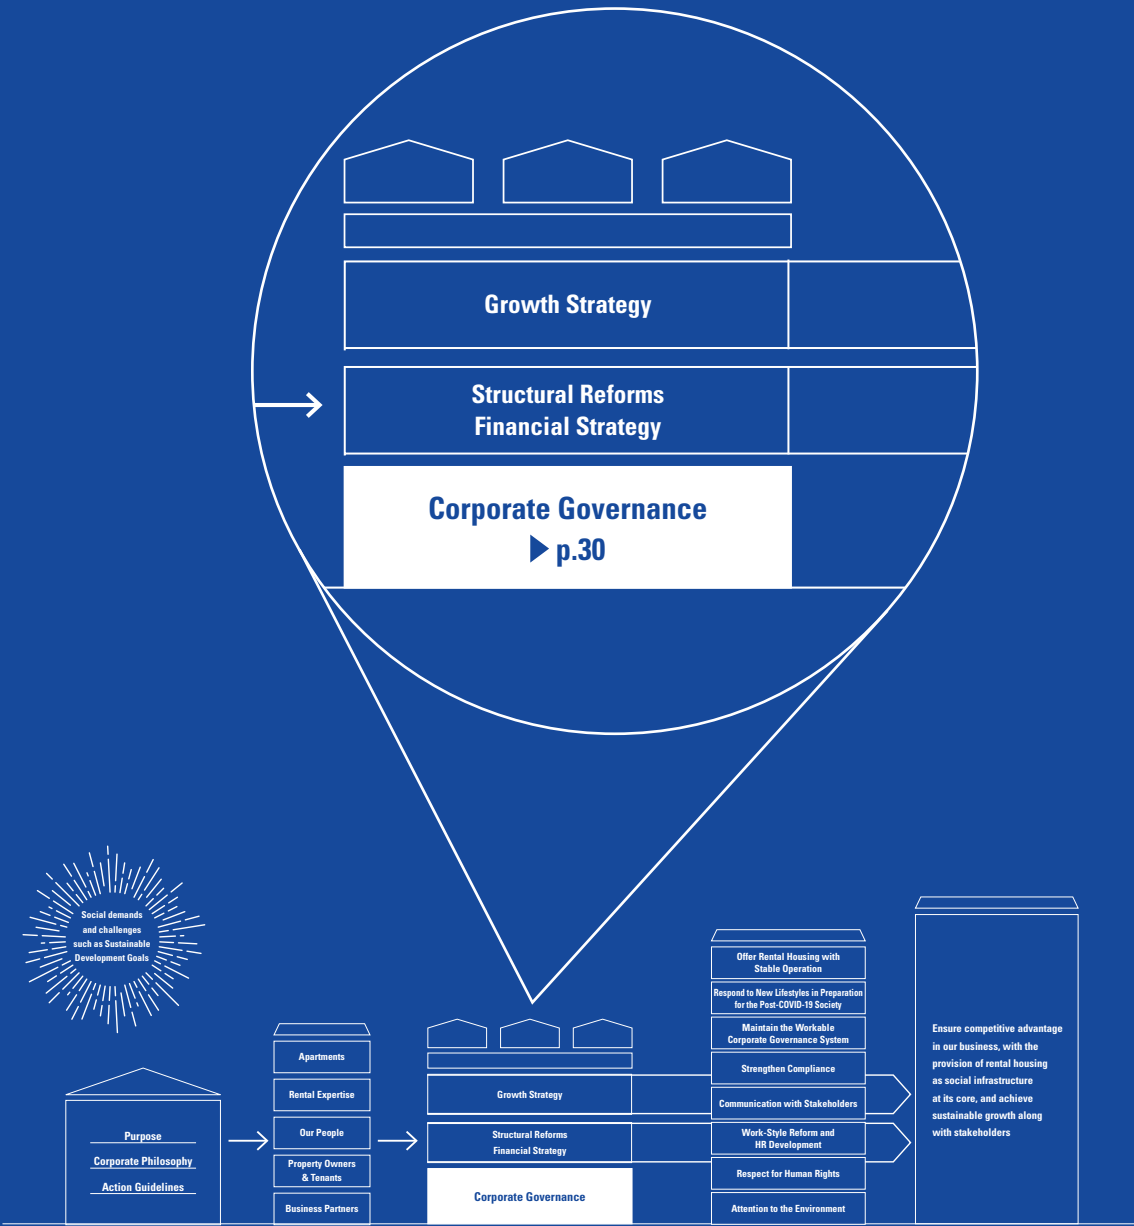 Growth Strategy
Structural Reforms
Financial Strategy
Corporate Governance
▶ p.30
Social demands
and challenges
such as Sustainable
Development Goals
Purpose
Corporate Philosophy
Action Guidelines
Apartments
Rental Expertise
Our People
Property Owners
& Tenants
Business Partners
Growth Strategy
Structural Reforms
Financial Strategy
Corporate Governance
Offer Rental Housing with
Stable Operation
Respond to New Lifestyles in Preparation
for the Post-COVID-19 Society
Maintain the Workable
Corporate Governance System
Strengthen Compliance
Communication with Stakeholders
Work-Style Reform and
HR Development
Respect for Human Rights
Attention to the Environment
Ensure competitive advantage
in our business, with the
provision of rental housing
as social infrastructure
at its core, and achieve
sustainable growth along
with stakeholders